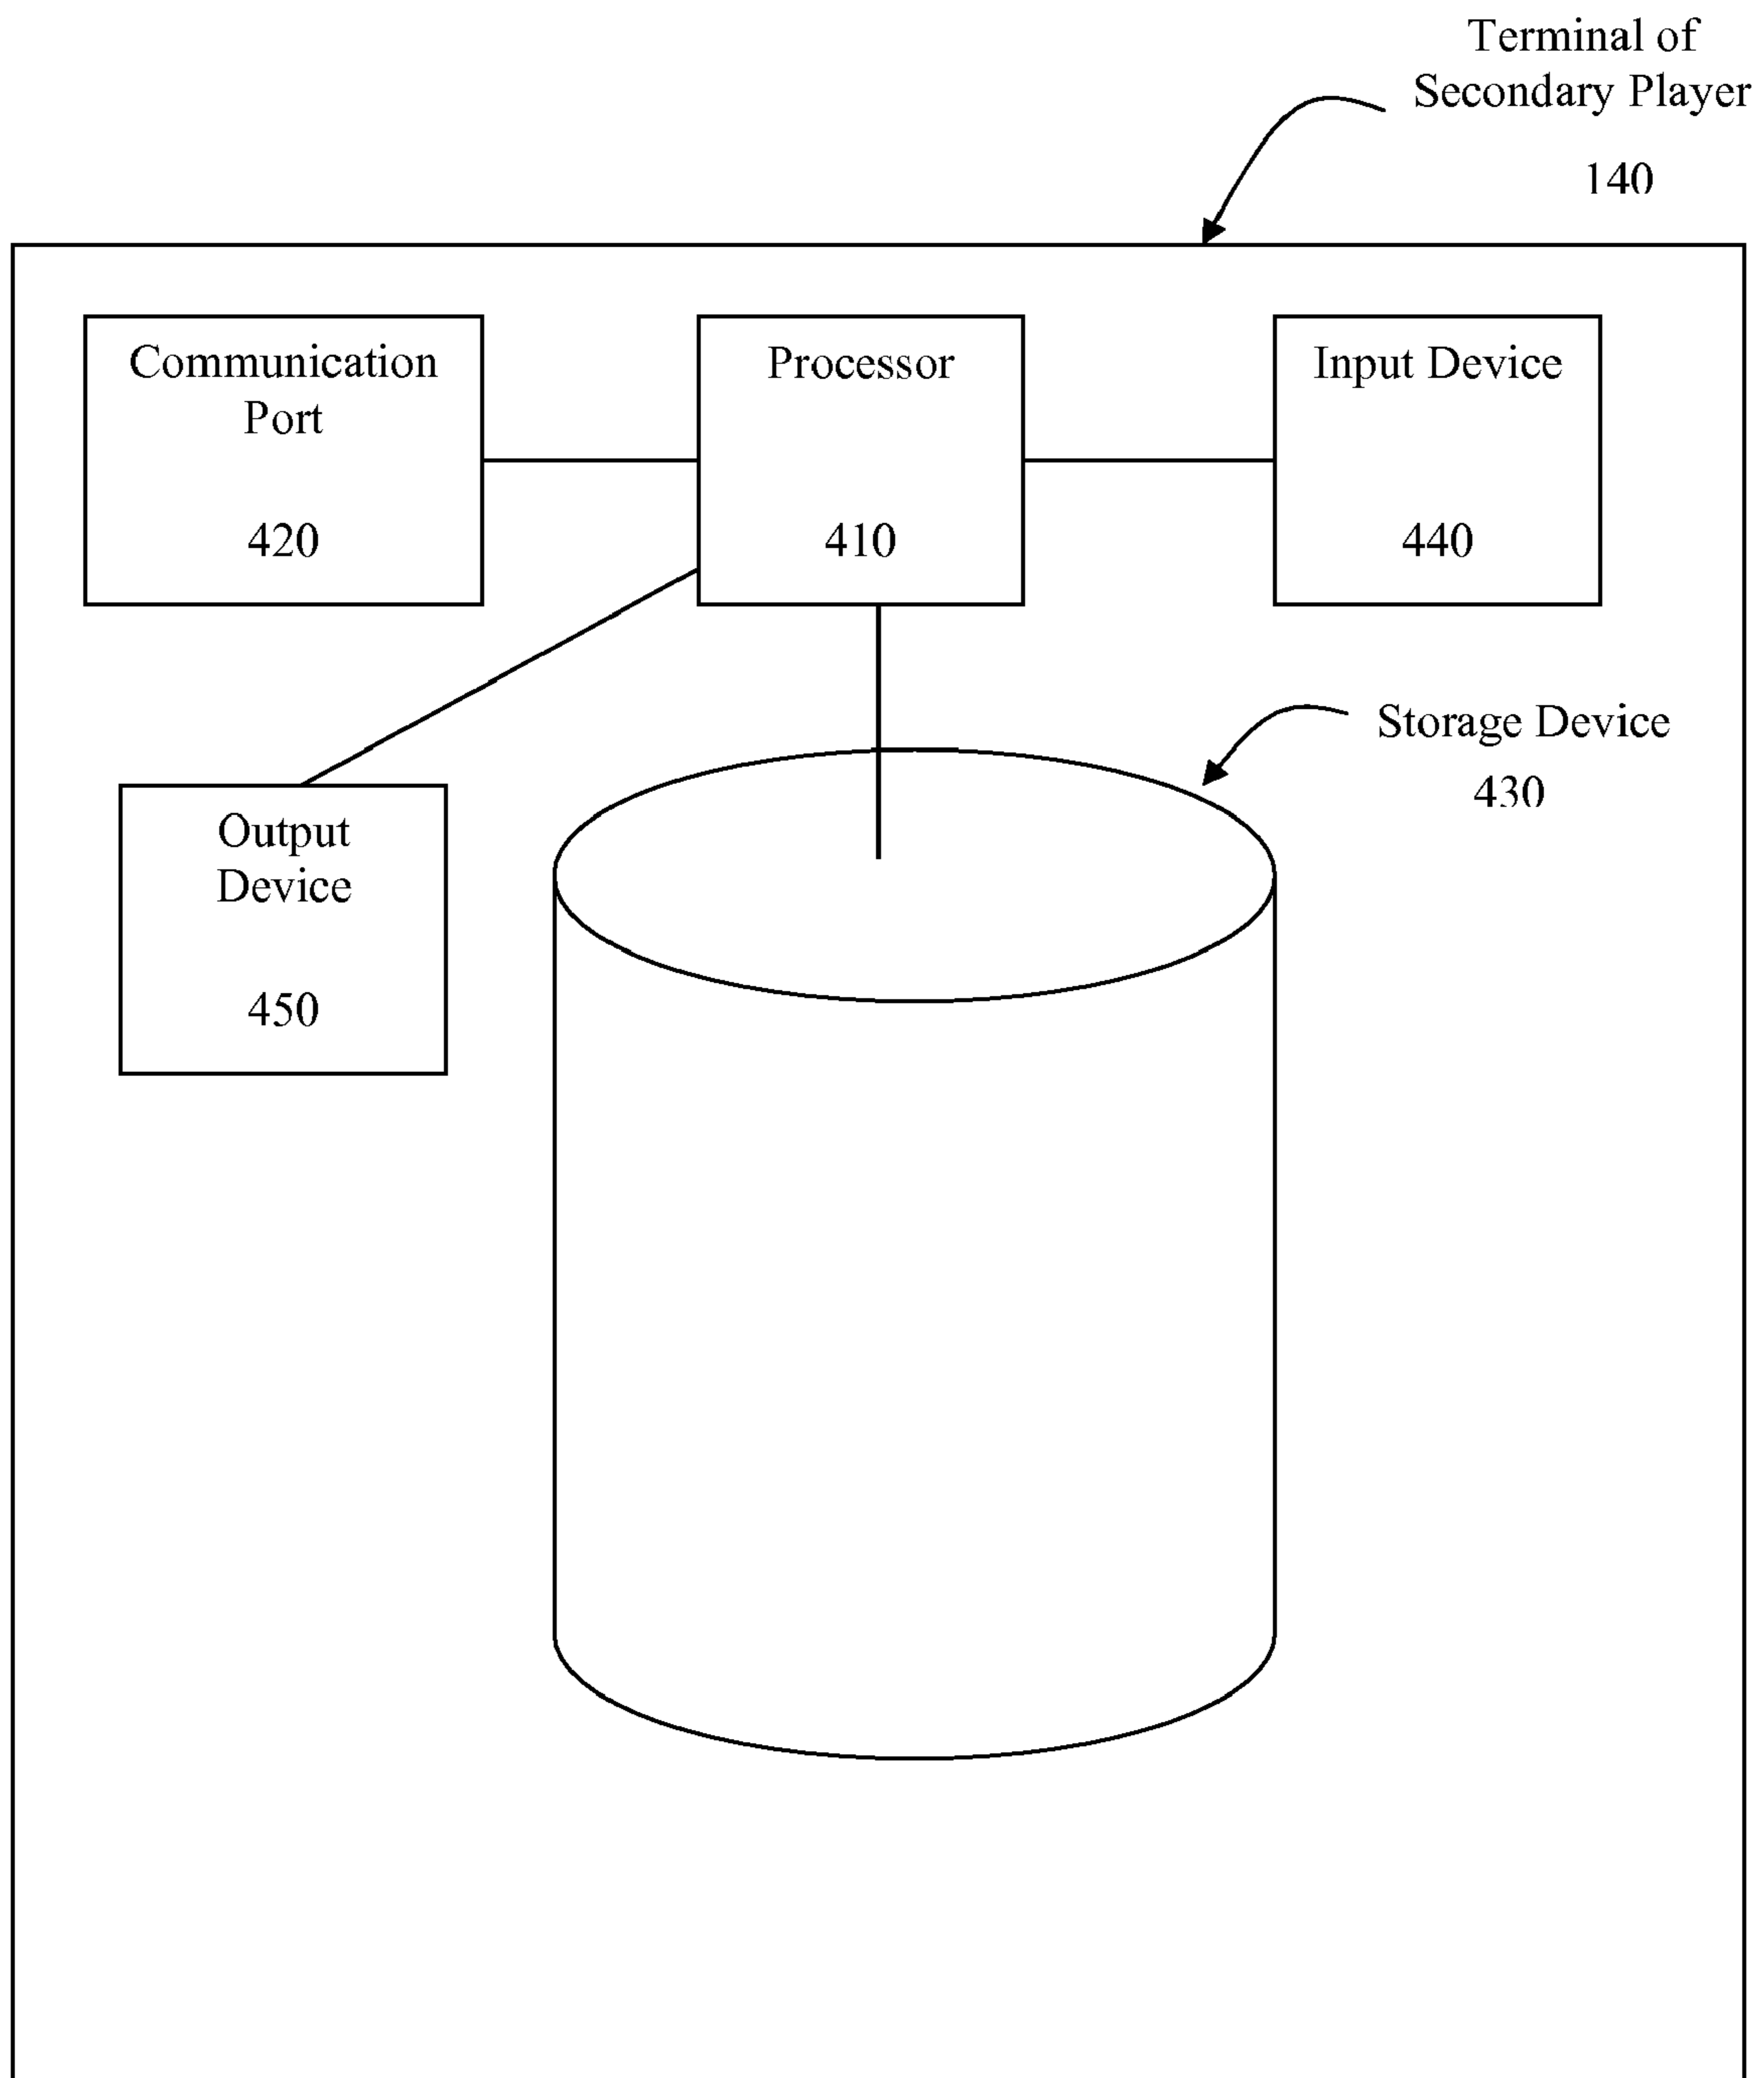 Terminal of
Secondary Player
140
Communication
Port
420
Processor
410
Input Device
440
Storage Device
430
Output
Device
450